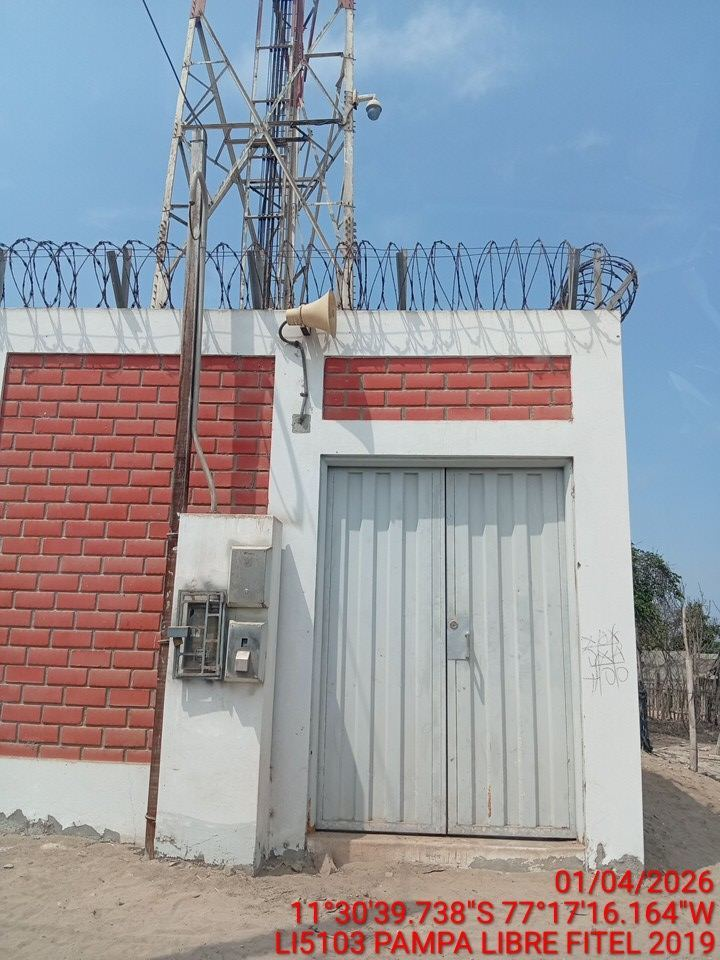 01/04/2026
11°30'39.738"S 77°17'16.164"W
LI5103 PAMPA LIBRE FITEL 2019